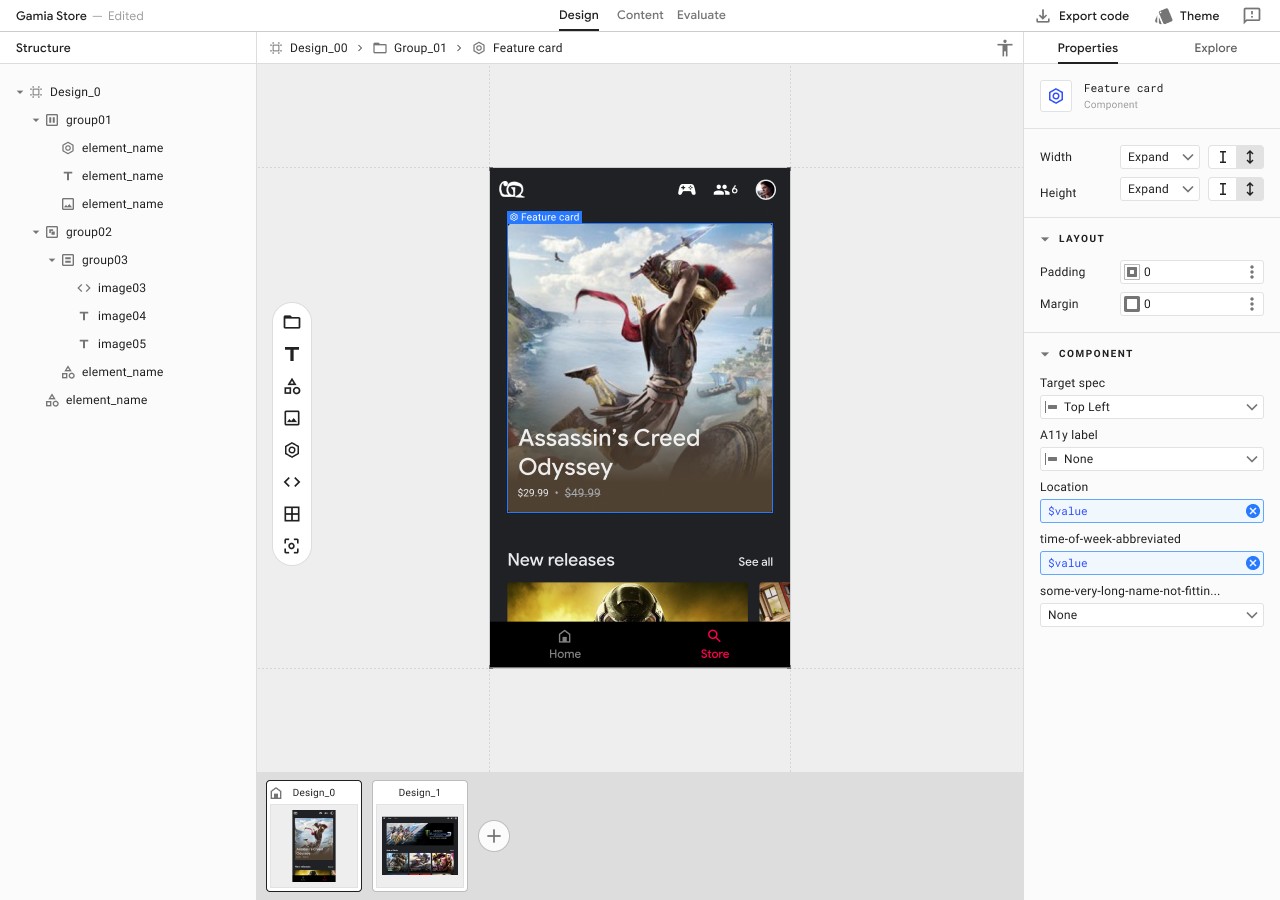 Gamia Store — Edited
Design
Content
Evaluate
Export code
Theme
Structure
Design_00
Group_01
Feature card
Properties
Explore
Design_0
group01
element_name
element_name
element_name
group02
group03
image03
image04
image05
element_name
element_name
6
Feature card
Assassin's Creed
Odyssey
$29.99 • $49.99
New releases
See all
Home
Store
Design_0
Design_1
Feature card
Component
Width
Expand
Height
Expand
LAYOUT
Padding
0
Margin
0
COMPONENT
Target spec
Top Left
A11y label
None
Location
$value
time-of-week-abbreviated
$value
some-very-long-name-not-fittin...
None